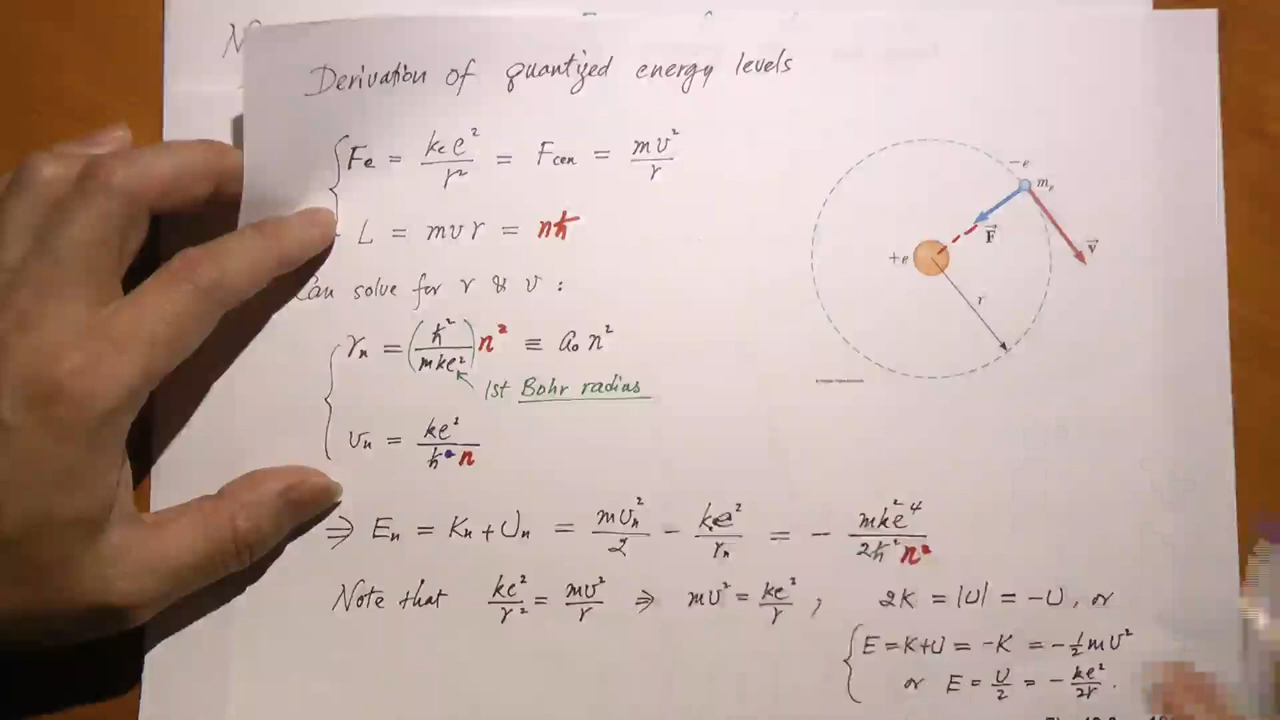 Derivation of quantized energy levels
Fe = kₑe²/r² = Fcen = mv²/r
L = mvr = nℏ
Can solve for r & v :
rₙ = (ℏ²/mke²) n² ≡ a₀ n²
1st Bohr radius
vₙ = ke²/ℏn
⇒ Eₙ = Kₙ + Uₙ = mvₙ²/2 - ke²/rₙ = - mk²e⁴/2ℏ²n²
Note that ke²/r² = mv²/r ⇒ mv² = ke²/r , 2K = |U| = -U, or
E = K+U = -K = -½mv²
or E = U/2 = - ke²/2r .
-e
mₑ
F
+e
v
r